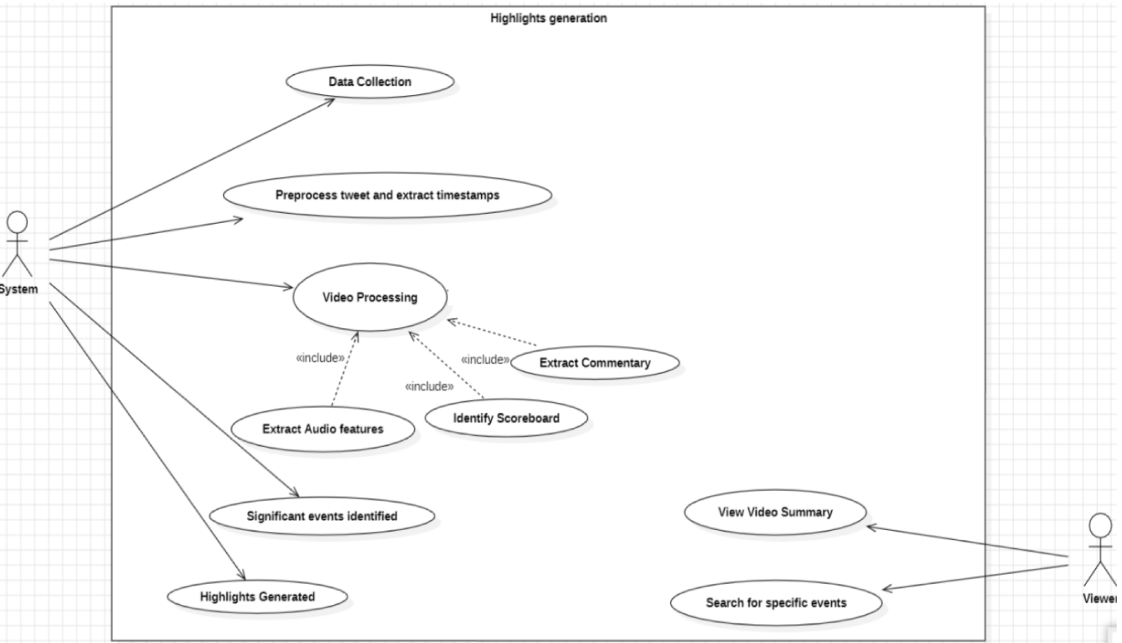 Highlights generation
Data Collection
Preprocess tweet and extract timestamps
System
Video Processing
«include»
«include»
Extract Commentary
«include»
Identify Scoreboard
Extract Audio features
Significant events identified
View Video Summary
Highlights Generated
Search for specific events
Viewer